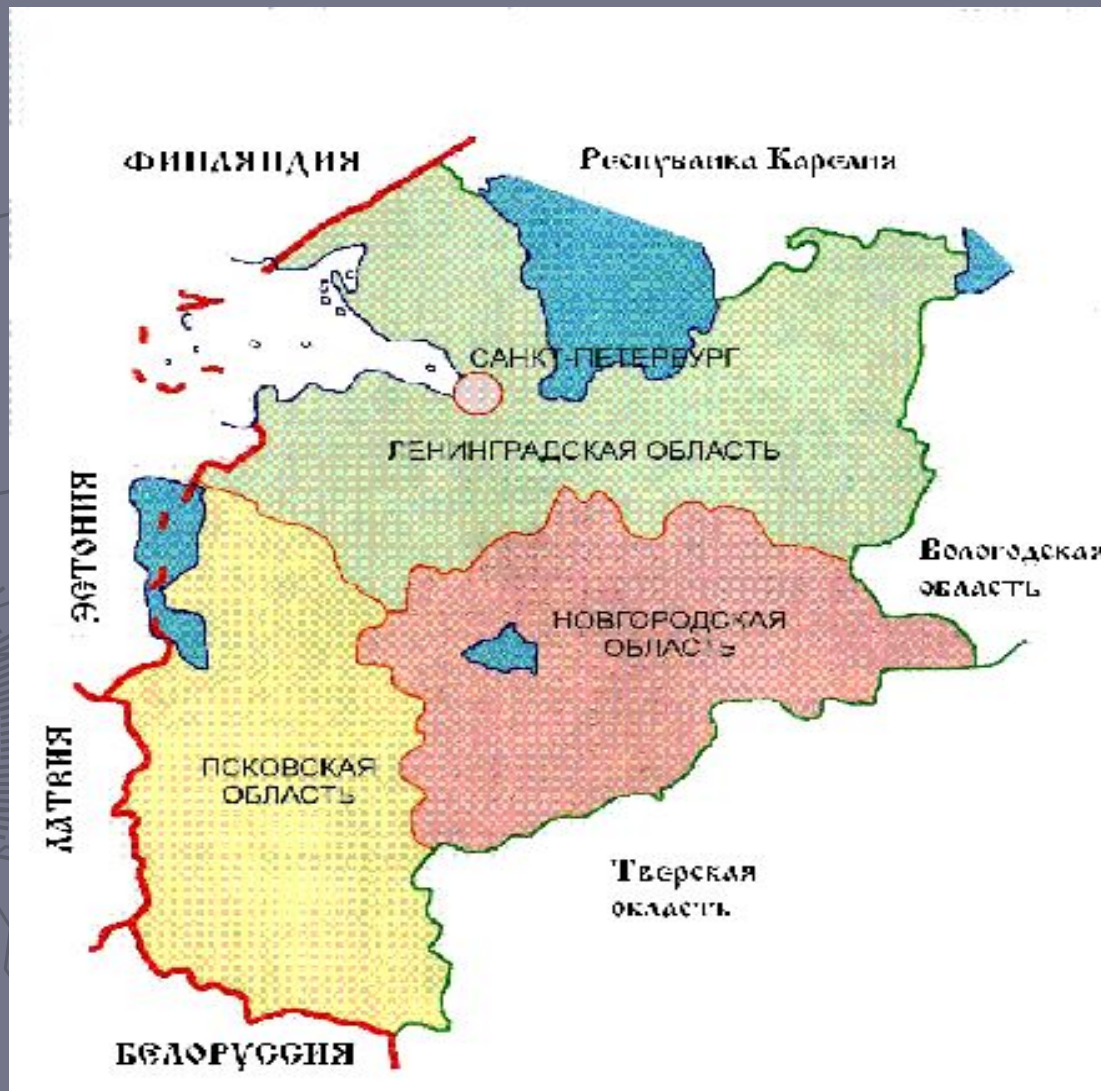 ФИНЛЯНДИЯ
Республика Карелия
САНКТ-ПЕТЕРБУРГ
ЛЕНИНГРАДСКАЯ ОБЛАСТЬ
ЭСТОНИЯ
Вологодская
область
НОВГОРОДСКАЯ
ОБЛАСТЬ
ЛАТВИЯ
ПСКОВСКАЯ
ОБЛАСТЬ
Тверская
область
БЕЛОРУССИЯ